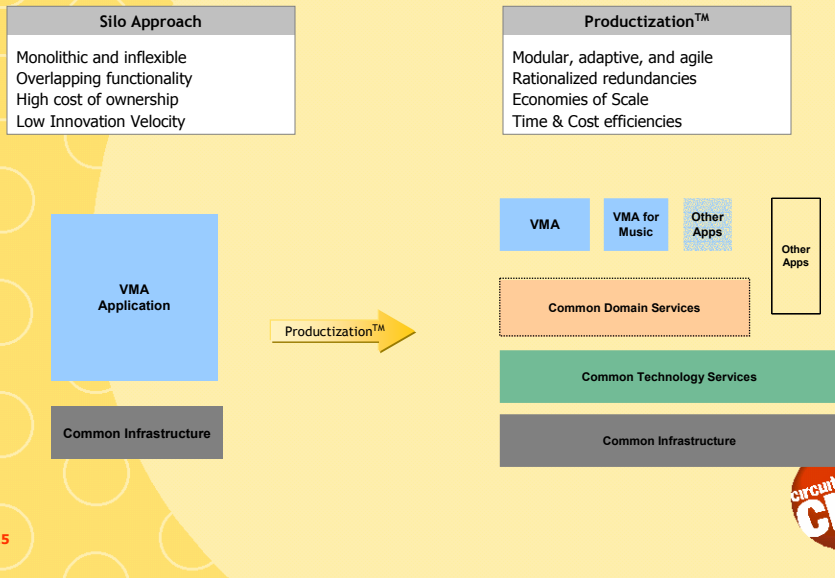 Silo Approach
Monolithic and inflexible
Overlapping functionality
High cost of ownership
Low Innovation Velocity
Productization™
Modular, adaptive, and agile
Rationalized redundancies
Economies of Scale
Time & Cost efficiencies
VMA
Application
Common Infrastructure
Productization™
VMA
VMA for
Music
Other
Apps
Other
Apps
Common Domain Services
Common Technology Services
Common Infrastructure
5